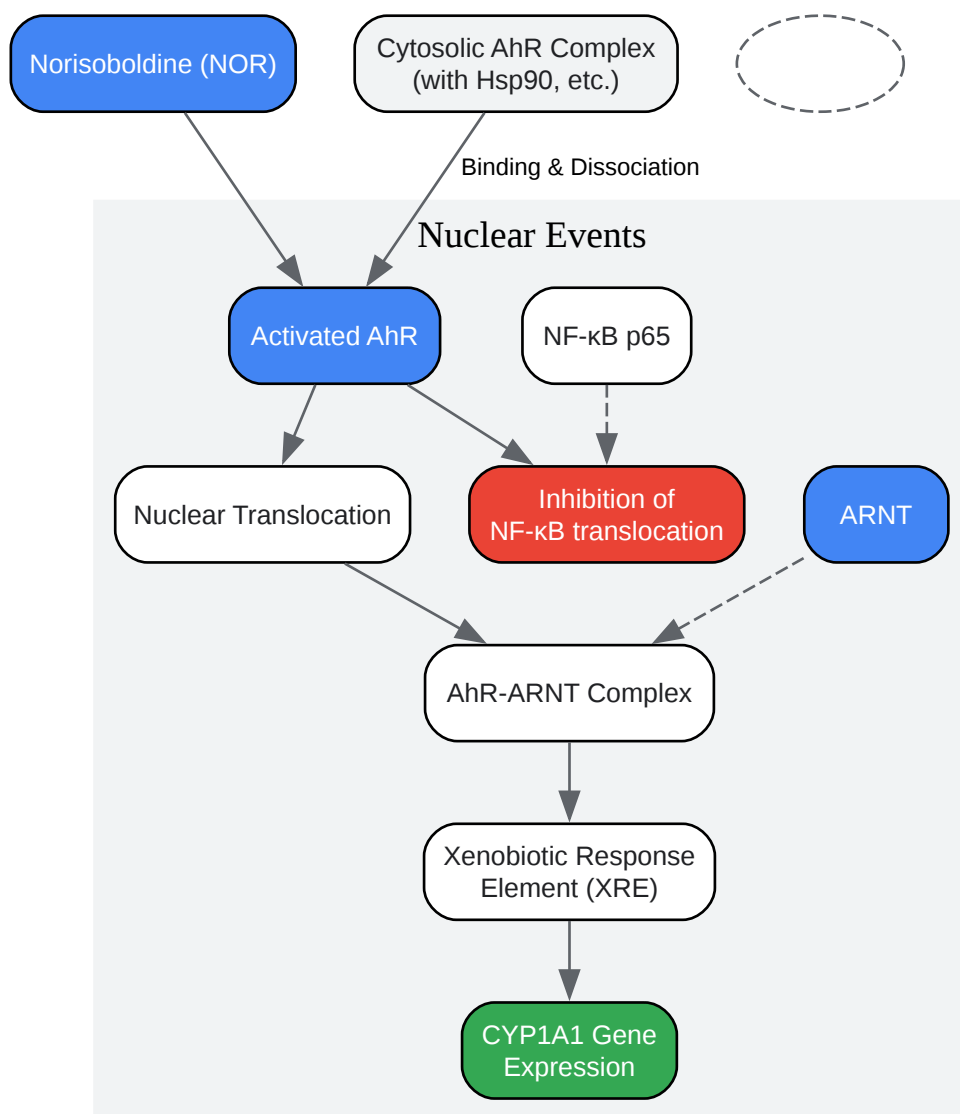 Norisoboldine (NOR)
Cytosolic AhR Complex
(with Hsp90, etc.)
Binding & Dissociation
Nuclear Events
Activated AhR
NF-κB p65
Nuclear Translocation
Inhibition of
NF-κB translocation
ARNT
AhR-ARNT Complex
Xenobiotic Response
Element (XRE)
CYP1A1 Gene
Expression